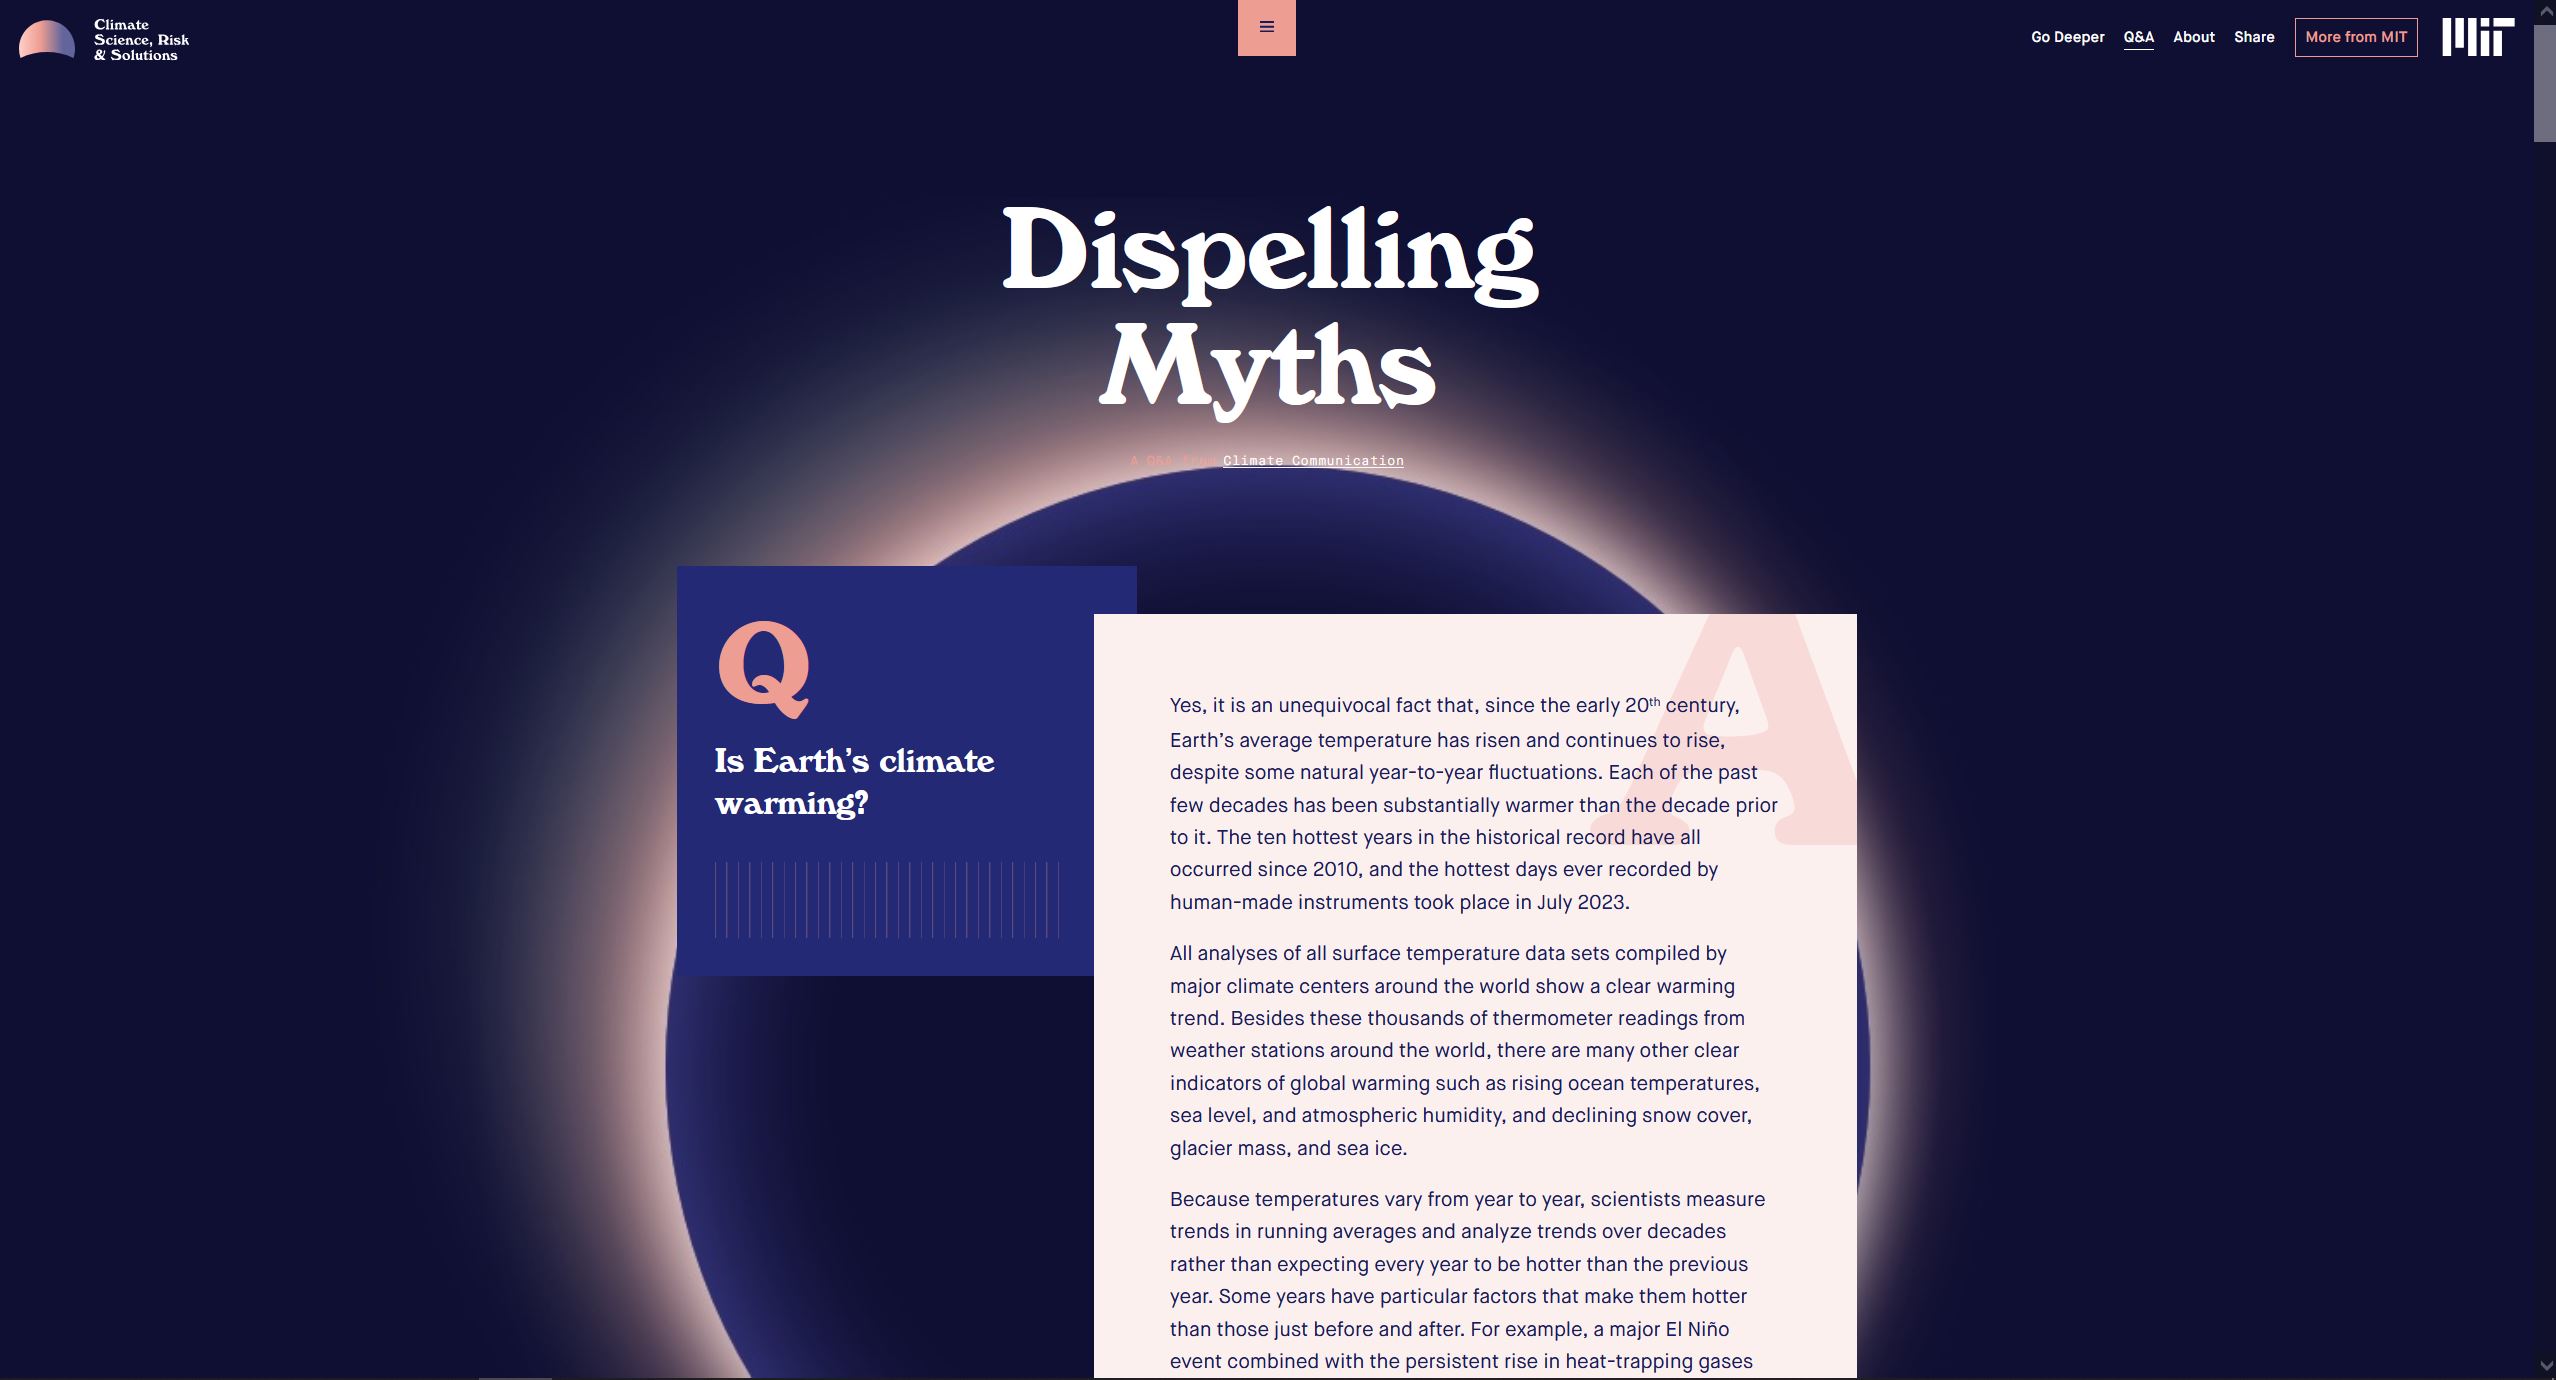 Climate
Science, Risk
& Solutions
Go Deeper
Q&A
About
Share
More from MIT
MIT
Dispelling
Myths
A Q&A from Climate Communication
Q
Is Earth’s climate
warming?
A
Yes, it is an unequivocal fact that, since the early 20th century,
Earth’s average temperature has risen and continues to rise,
despite some natural year-to-year fluctuations. Each of the past
few decades has been substantially warmer than the decade prior
to it. The ten hottest years in the historical record have all
occurred since 2010, and the hottest days ever recorded by
human-made instruments took place in July 2023.
All analyses of all surface temperature data sets compiled by
major climate centers around the world show a clear warming
trend. Besides these thousands of thermometer readings from
weather stations around the world, there are many other clear
indicators of global warming such as rising ocean temperatures,
sea level, and atmospheric humidity, and declining snow cover,
glacier mass, and sea ice.
Because temperatures vary from year to year, scientists measure
trends in running averages and analyze trends over decades
rather than expecting every year to be hotter than the previous
year. Some years have particular factors that make them hotter
than those just before and after. For example, a major El Niño
event combined with the persistent rise in heat-trapping gases